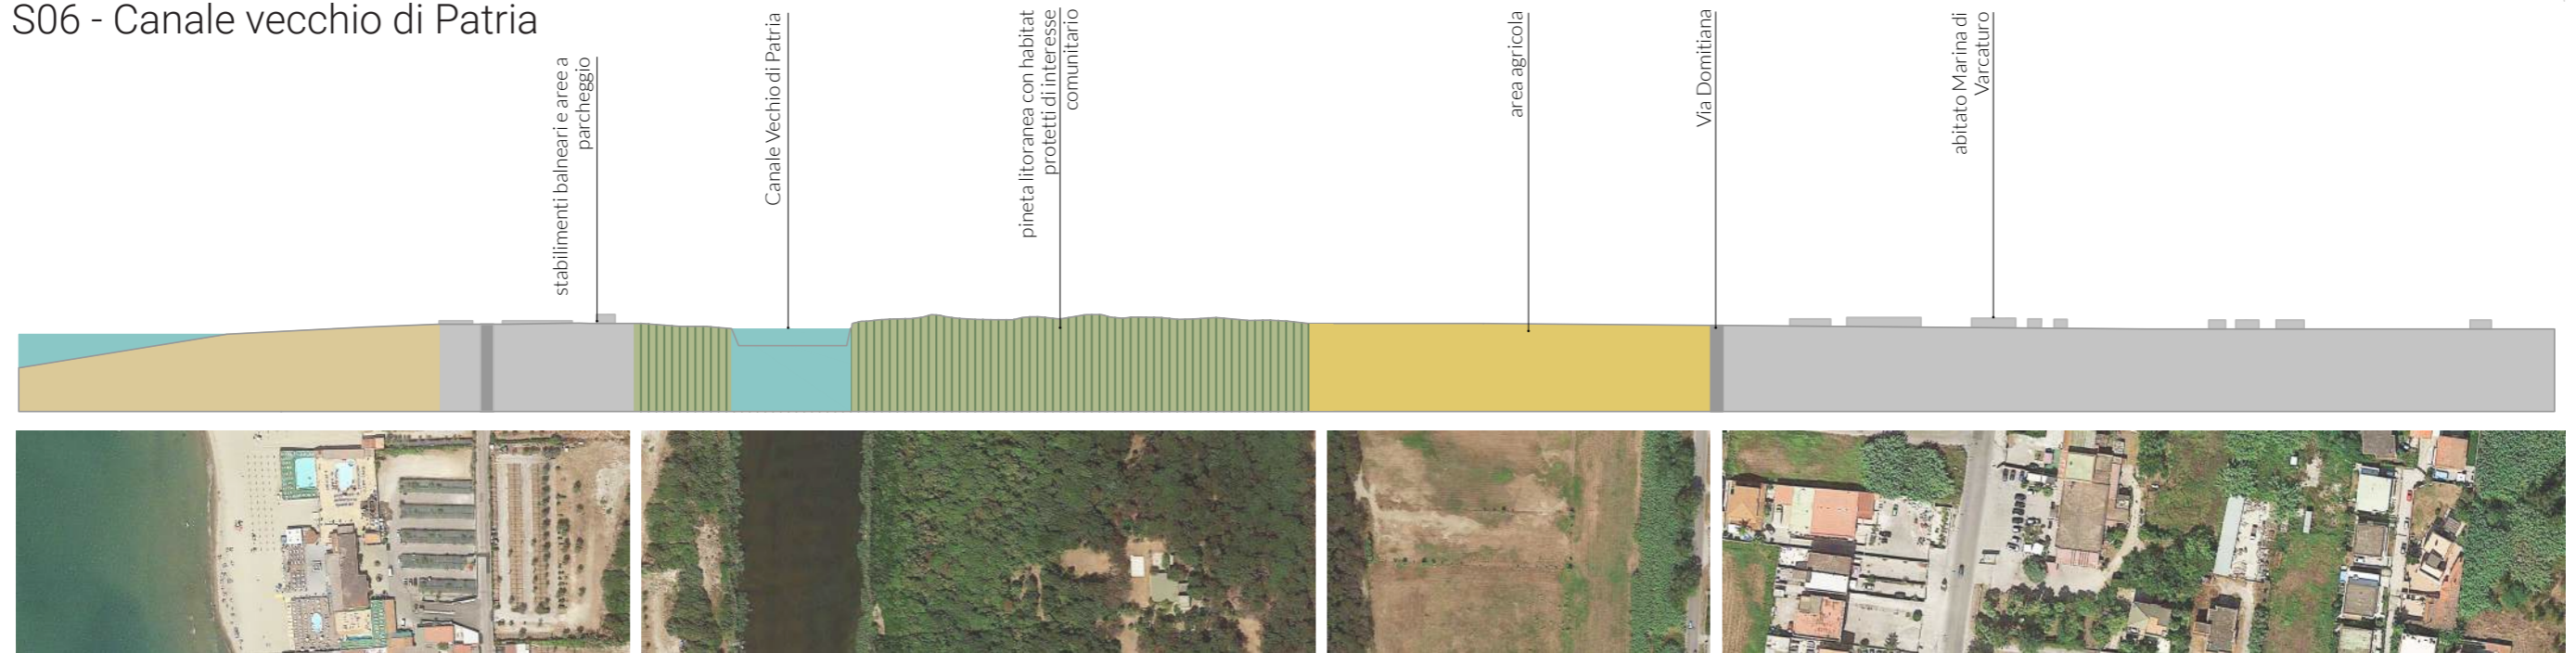 S06 - Canale vecchio di Patria
stabilimenti balneari e aree a
parcheggio
Canale Vechio di Patria
pineta litoranea con habitat
protetti di interesse
comunitario
area agricola
Via Domitiana
abitato Marina di
Varcaturo